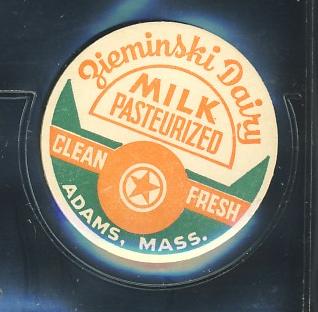 Zieminski Dairy
MILK
PASTEURIZED
CLEAN
FRESH
ADAMS, MASS.